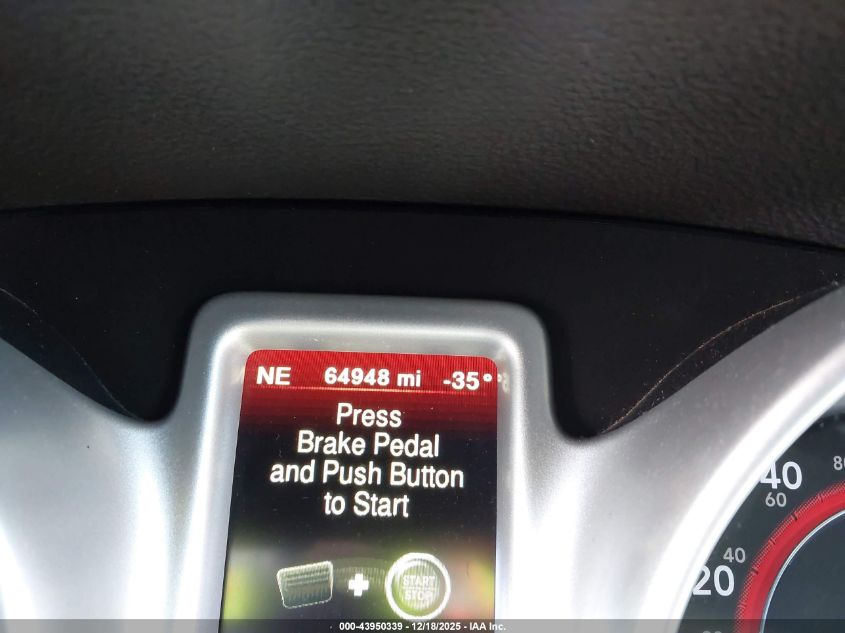 NE 64948 mi -35°
Press
Brake Pedal
and Push Button
to Start
START
STOP
40
80
60
40
20
000-43950339 - 12/18/2025 - IAA Inc.